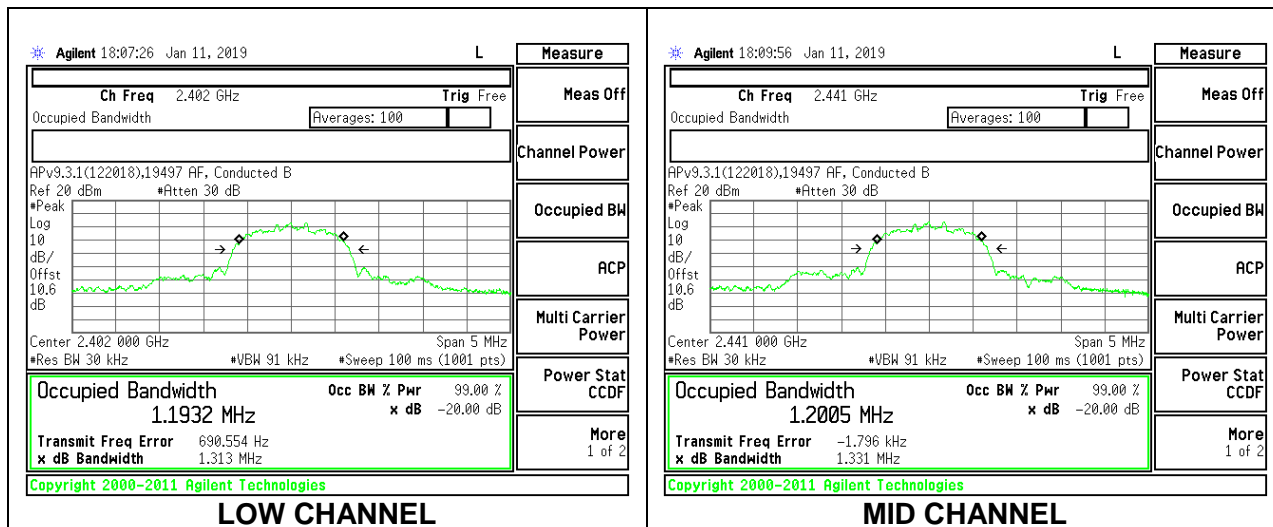 Agilent 18:07:26 Jan 11, 2019 L
Measure
Ch Freq 2.402 GHz Trig Free
Meas Off
Occupied Bandwidth Averages: 100
Channel Power
APv9.3.1(122018),19497 AF, Conducted B
Ref 20 dBm #Atten 30 dB
#Peak
Log
10
dB/
Offst
10.6
dB
Occupied BW
ACP
Multi Carrier
Power
Center 2.402 000 GHz Span 5 MHz
#Res BW 30 kHz #VBW 91 kHz #Sweep 100 ms (1001 pts)
Power Stat
CCDF
Occupied Bandwidth Occ BW % Pwr 99.00 %
1.1932 MHz x dB -20.00 dB
Transmit Freq Error 690.554 Hz
x dB Bandwidth 1.313 MHz
More
1 of 2
Copyright 2000-2011 Agilent Technologies
LOW CHANNEL
Agilent 18:09:56 Jan 11, 2019 L
Measure
Ch Freq 2.441 GHz Trig Free
Meas Off
Occupied Bandwidth Averages: 100
Channel Power
APv9.3.1(122018),19497 AF, Conducted B
Ref 20 dBm #Atten 30 dB
#Peak
Log
10
dB/
Offst
10.6
dB
Occupied BW
ACP
Multi Carrier
Power
Center 2.441 000 GHz Span 5 MHz
#Res BW 30 kHz #VBW 91 kHz #Sweep 100 ms (1001 pts)
Power Stat
CCDF
Occupied Bandwidth Occ BW % Pwr 99.00 %
1.2005 MHz x dB -20.00 dB
Transmit Freq Error -1.796 kHz
x dB Bandwidth 1.331 MHz
More
1 of 2
Copyright 2000-2011 Agilent Technologies
MID CHANNEL